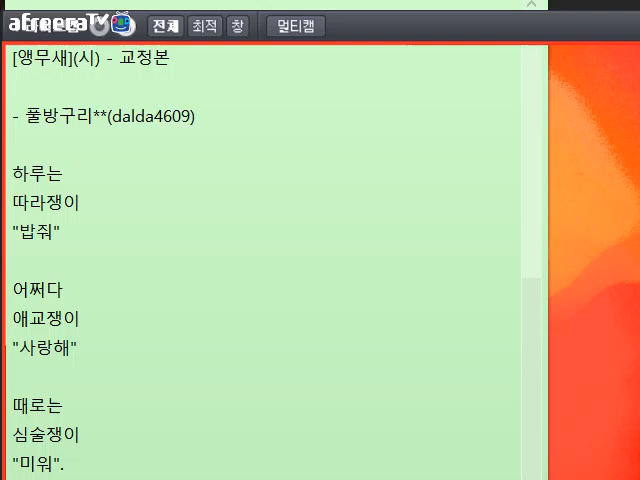 afreecaTV
전체 최적 창 멀티캠
[앵무새](시) - 교정본
- 풀방구리**(dalda4609)
하루는
따라쟁이
"밥줘"
어쩌다
애교쟁이
"사랑해"
때로는
심술쟁이
"미워".